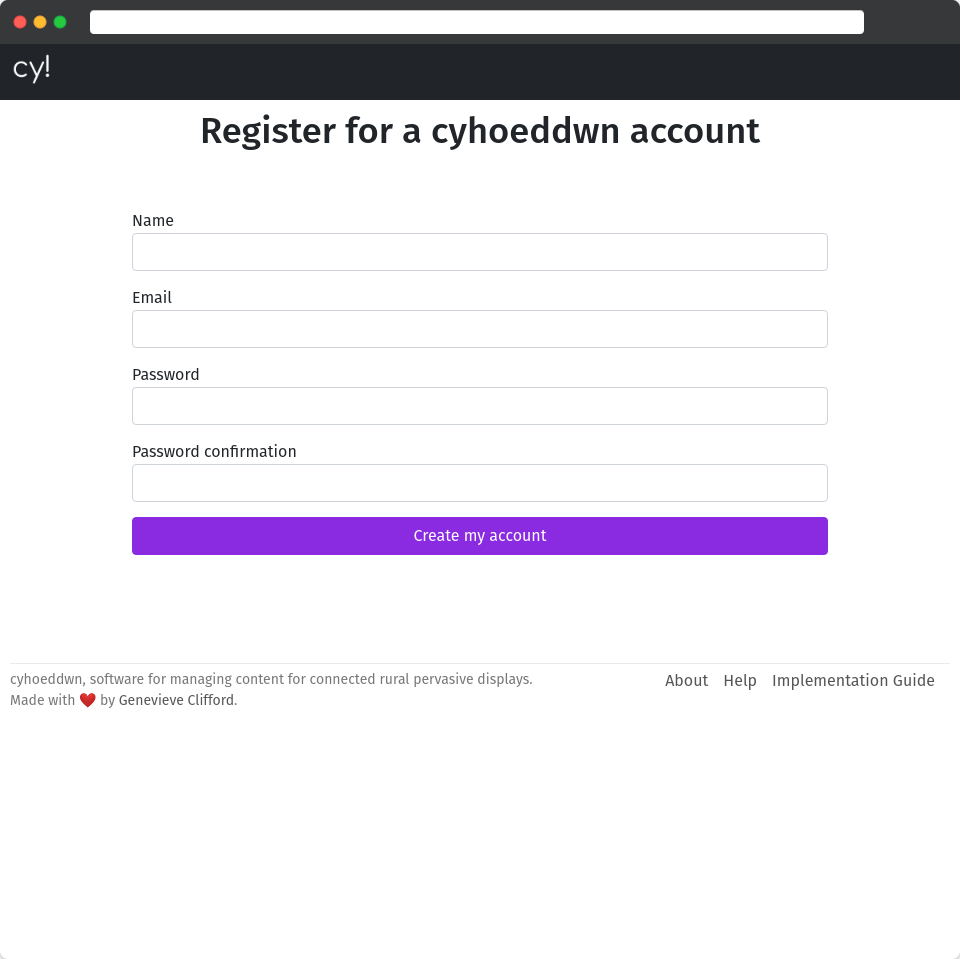 cy!
Register for a cyhoeddwn account
Name
Email
Password
Password confirmation
Create my account
cyhoeddwn, software for managing content for connected rural pervasive displays.
Made with ❤️ by Genevieve Clifford.
About Help Implementation Guide